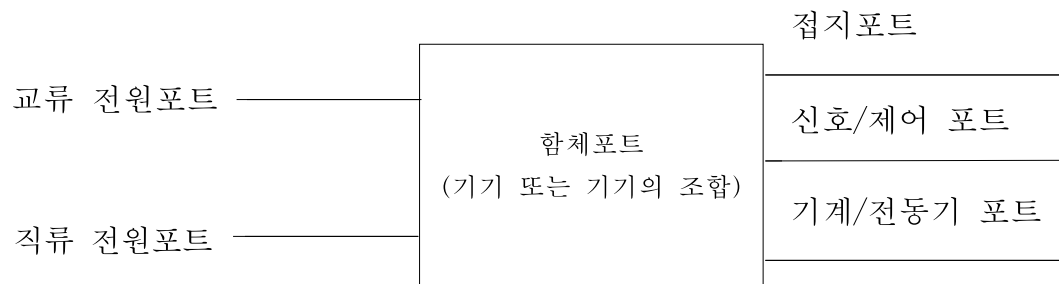 접지포트
교류 전원포트
신호/제어 포트
함체포트
(기기 또는 기기의 조합)
기계/전동기 포트
직류 전원포트